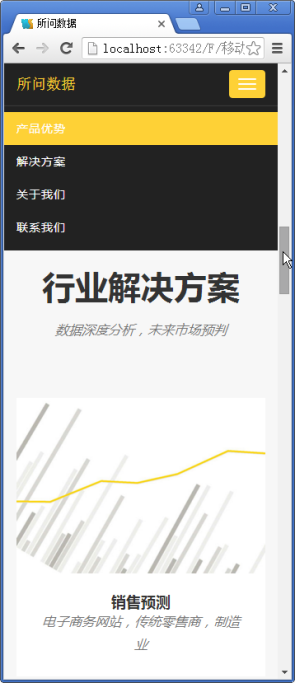 所问数据
localhost:63342/F/移动
所问数据
产品优势
解决方案
关于我们
联系我们
行业解决方案
数据深度分析，未来市场预判
销售预测
电子商务网站，传统零售商，制造
业